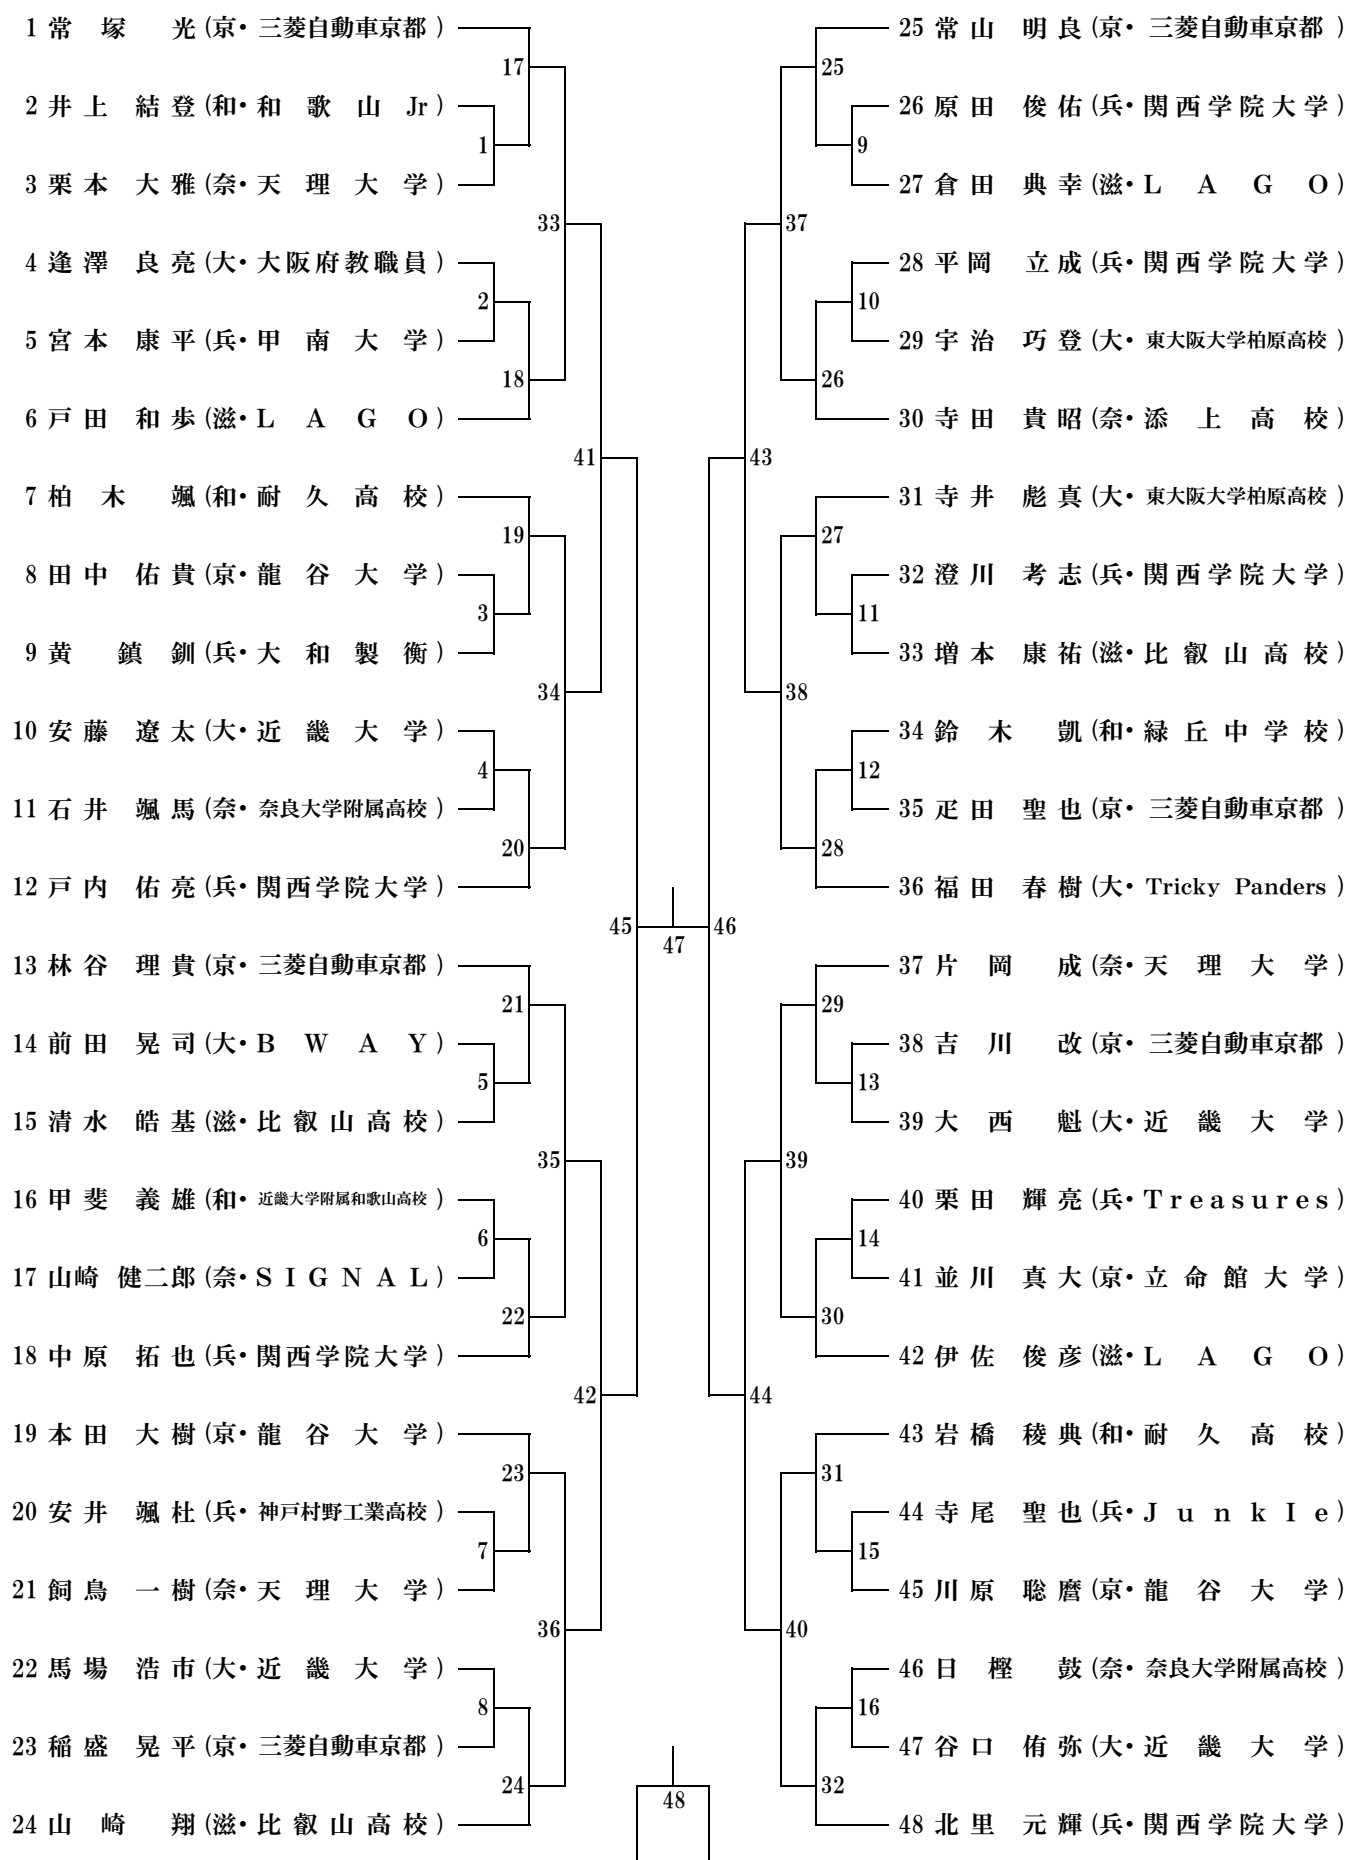 1 常塚 光 (京・三菱自動車京都)
17
2 井上 結登 (和・和歌山Jr)
1
3 栗本 大雅 (奈・天理大学)
33
4 逢澤 良亮 (大・大阪府教職員)
2
5 宮本 康平 (兵・甲南大学)
18
6 戸田 和歩 (滋・LAGO)
41
7 柏木 颯 (和・耐久高校)
19
8 田中 佑貴 (京・龍谷大学)
3
9 黄 鎮釧 (兵・大和製衡)
34
10 安藤 遼太 (大・近畿大学)
4
11 石井 颯馬 (奈・奈良大学附属高校)
20
12 戸内 佑亮 (兵・関西学院大学)
45
13 林谷 理貴 (京・三菱自動車京都)
21
14 前田 晃司 (大・BWAY)
5
15 清水 皓基 (滋・比叡山高校)
35
16 甲斐 義雄 (和・近畿大学附属和歌山高校)
6
17 山崎 健二郎 (奈・SIGNAL)
22
18 中原 拓也 (兵・関西学院大学)
42
19 本田 大樹 (京・龍谷大学)
23
20 安井 颯杜 (兵・神戸村野工業高校)
7
21 飼鳥 一樹 (奈・天理大学)
36
22 馬場 浩市 (大・近畿大学)
8
23 稲盛 晃平 (京・三菱自動車京都)
24
24 山崎 翔 (滋・比叡山高校)
47
48
25 常山 明良 (京・三菱自動車京都)
25
26 原田 俊佑 (兵・関西学院大学)
9
27 倉田 典幸 (滋・LAGO)
37
28 平岡 立成 (兵・関西学院大学)
10
29 宇治 巧登 (大・東大阪大学柏原高校)
26
30 寺田 貴昭 (奈・添上高校)
43
31 寺井 彪真 (大・東大阪大学柏原高校)
27
32 澄川 考志 (兵・関西学院大学)
11
33 増本 康祐 (滋・比叡山高校)
38
34 鈴木 凱 (和・緑丘中学校)
12
35 疋田 聖也 (京・三菱自動車京都)
28
36 福田 春樹 (大・Tricky Panders)
46
37 片岡 成 (奈・天理大学)
29
38 吉川 改 (京・三菱自動車京都)
13
39 大西 魁 (大・近畿大学)
39
40 栗田 輝亮 (兵・Treasures)
14
41 並川 真大 (京・立命館大学)
30
42 伊佐 俊彦 (滋・LAGO)
44
43 岩橋 稜典 (和・耐久高校)
31
44 寺尾 聖也 (兵・JunkIe)
15
45 川原 聡麿 (京・龍谷大学)
40
46 日樫 鼓 (奈・奈良大学附属高校)
16
47 谷口 侑弥 (大・近畿大学)
32
48 北里 元輝 (兵・関西学院大学)